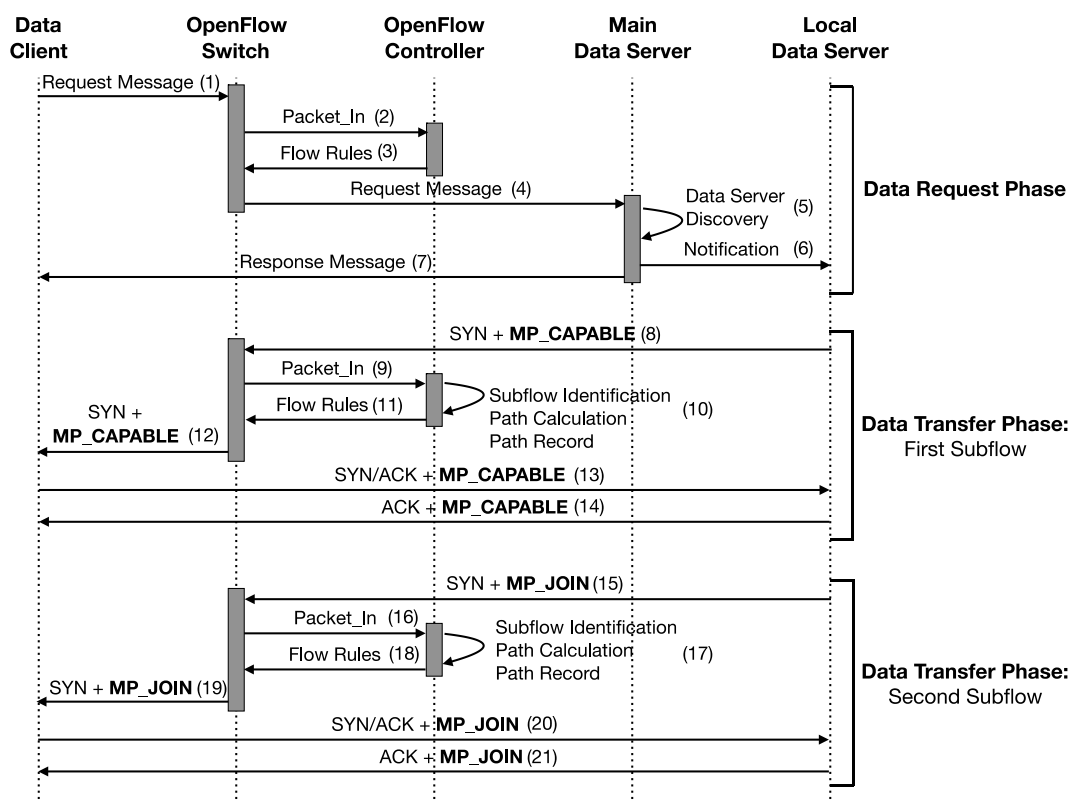 Data Client
OpenFlow Switch
OpenFlow Controller
Main Data Server
Local Data Server
Request Message (1)
Packet_In (2)
Flow Rules (3)
Request Message (4)
Data Server Discovery (5)
Notification (6)
Response Message (7)
Data Request Phase
SYN + MP_CAPABLE (8)
Packet_In (9)
Subflow Identification
Path Calculation (10)
Path Record
Flow Rules (11)
SYN +
MP_CAPABLE (12)
SYN/ACK + MP_CAPABLE (13)
ACK + MP_CAPABLE (14)
Data Transfer Phase:
First Subflow
SYN + MP_JOIN (15)
Packet_In (16)
Subflow Identification
Path Calculation (17)
Path Record
Flow Rules (18)
SYN + MP_JOIN (19)
SYN/ACK + MP_JOIN (20)
ACK + MP_JOIN (21)
Data Transfer Phase:
Second Subflow